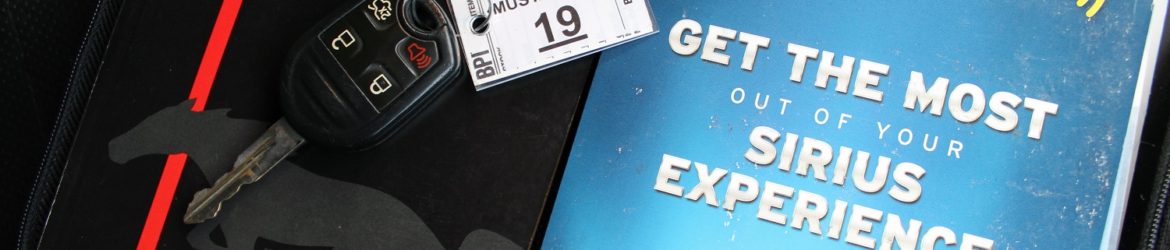 MUST
19
BPI
GET THE MOST
OUT OF YOUR
SIRIUS
EXPERIENCE